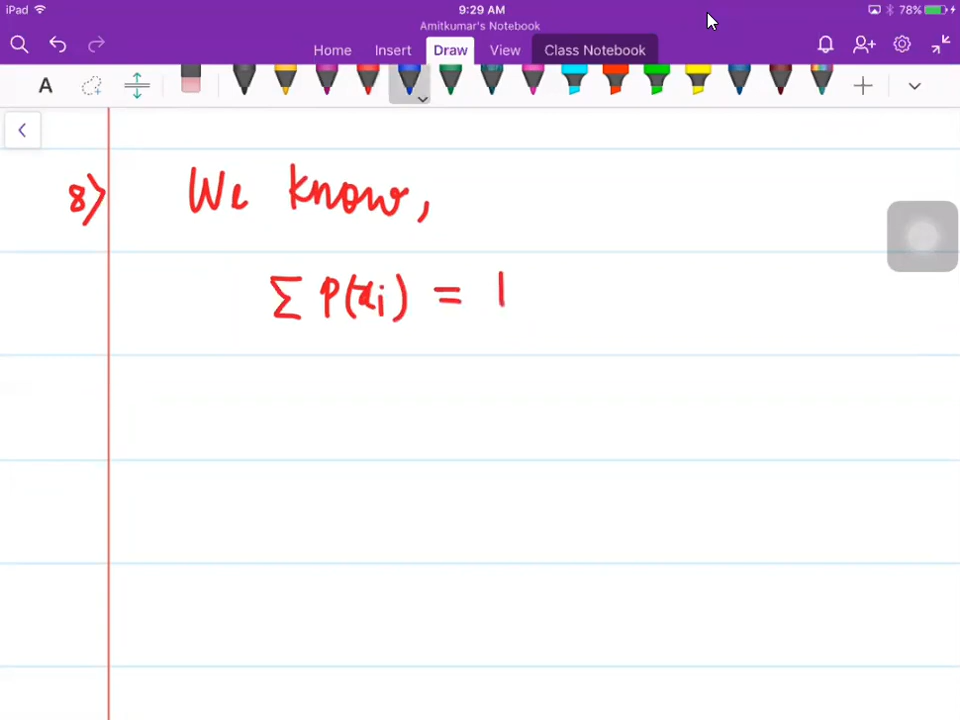 iPad 9:29 AM 78%
Amitkumar's Notebook
Home Insert Draw View Class Notebook
A
8) We know,
Σ P(xi) = 1